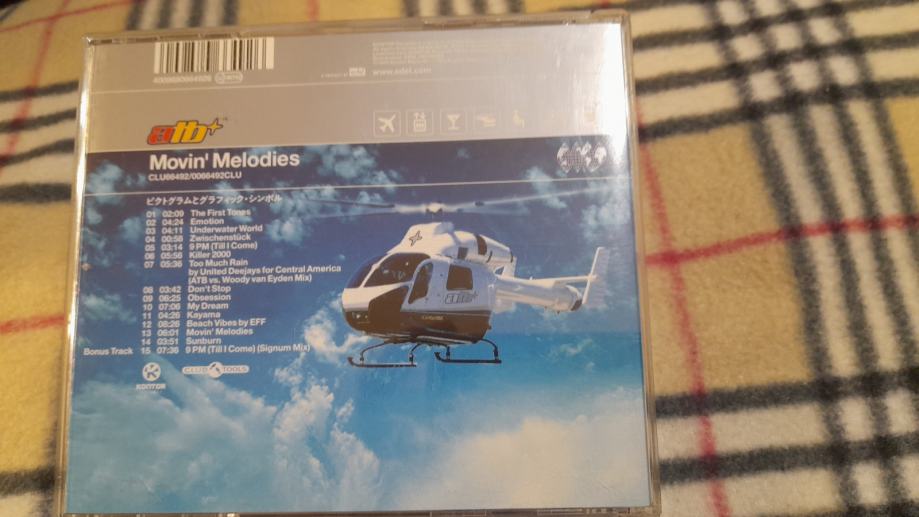 www.edel.com
atb
Movin' Melodies
CLU66492/0066492CLU
ピクトグラムとグラフィック・シンボル
01 02:09 The First Tones
02 04:24 Emotion
03 04:11 Underwater World
04 00:58 Zwischenstück
05 03:14 9 PM (Till I Come)
06 05:56 Killer 2000
07 05:36 Too Much Rain
by United Deejays for Central America
(ATB vs. Woody van Eyden Mix)
08 03:42 Don't Stop
09 06:25 Obsession
10 07:06 My Dream
11 04:26 Kayama
12 08:26 Beach Vibes by EFF
13 06:01 Movin' Melodies
14 03:51 Sunburn
Bonus Track 15 07:36 9 PM (Till I Come) (Signum Mix)
KONTOR
CLUB TOOLS
atb